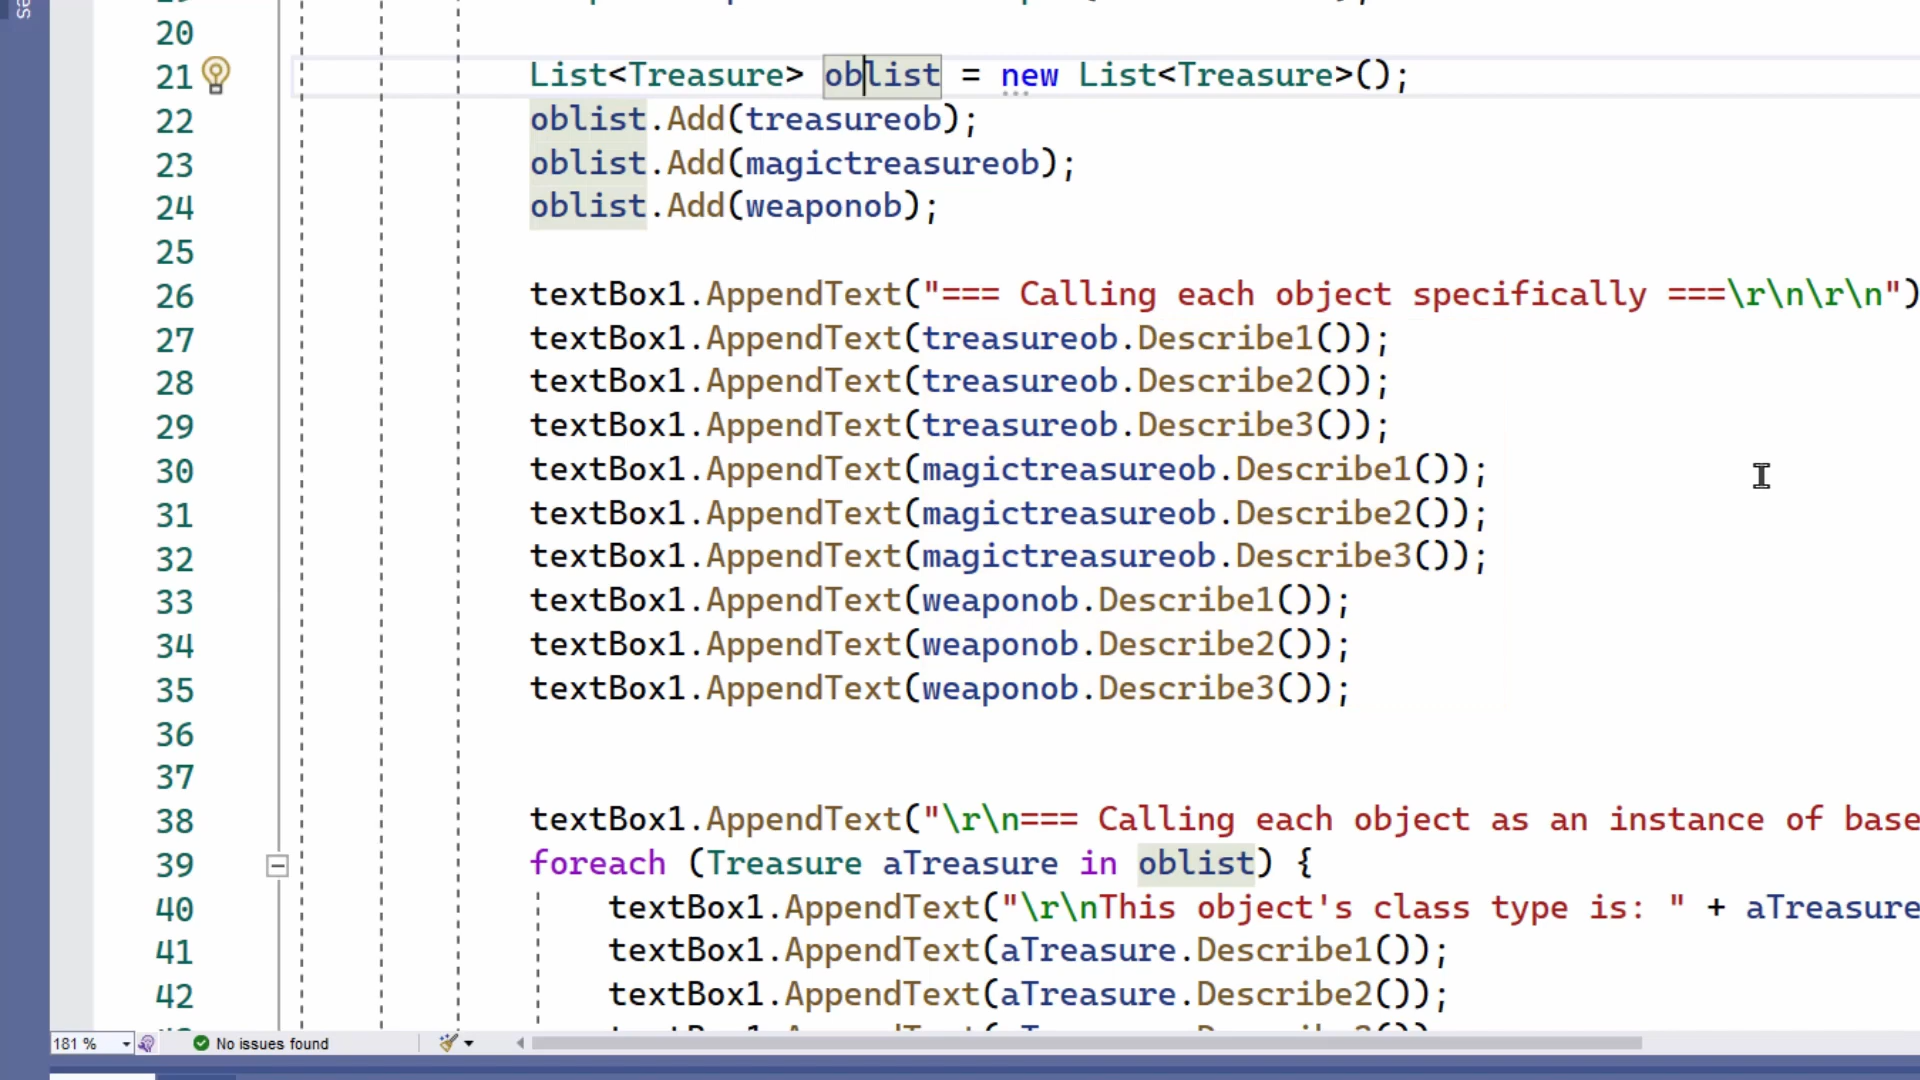 20
21 List<Treasure> oblist = new List<Treasure>();
22 oblist.Add(treasureob);
23 oblist.Add(magictreasureob);
24 oblist.Add(weaponob);
25
26 textBox1.AppendText("=== Calling each object specifically ===\r\n\r\n")
27 textBox1.AppendText(treasureob.Describe1());
28 textBox1.AppendText(treasureob.Describe2());
29 textBox1.AppendText(treasureob.Describe3());
30 textBox1.AppendText(magictreasureob.Describe1());
31 textBox1.AppendText(magictreasureob.Describe2());
32 textBox1.AppendText(magictreasureob.Describe3());
33 textBox1.AppendText(weaponob.Describe1());
34 textBox1.AppendText(weaponob.Describe2());
35 textBox1.AppendText(weaponob.Describe3());
36
37
38 textBox1.AppendText("\r\n=== Calling each object as an instance of base
39 foreach (Treasure aTreasure in oblist) {
40 textBox1.AppendText("\r\nThis object's class type is: " + aTreasure
41 textBox1.AppendText(aTreasure.Describe1());
42 textBox1.AppendText(aTreasure.Describe2());
181 % No issues found